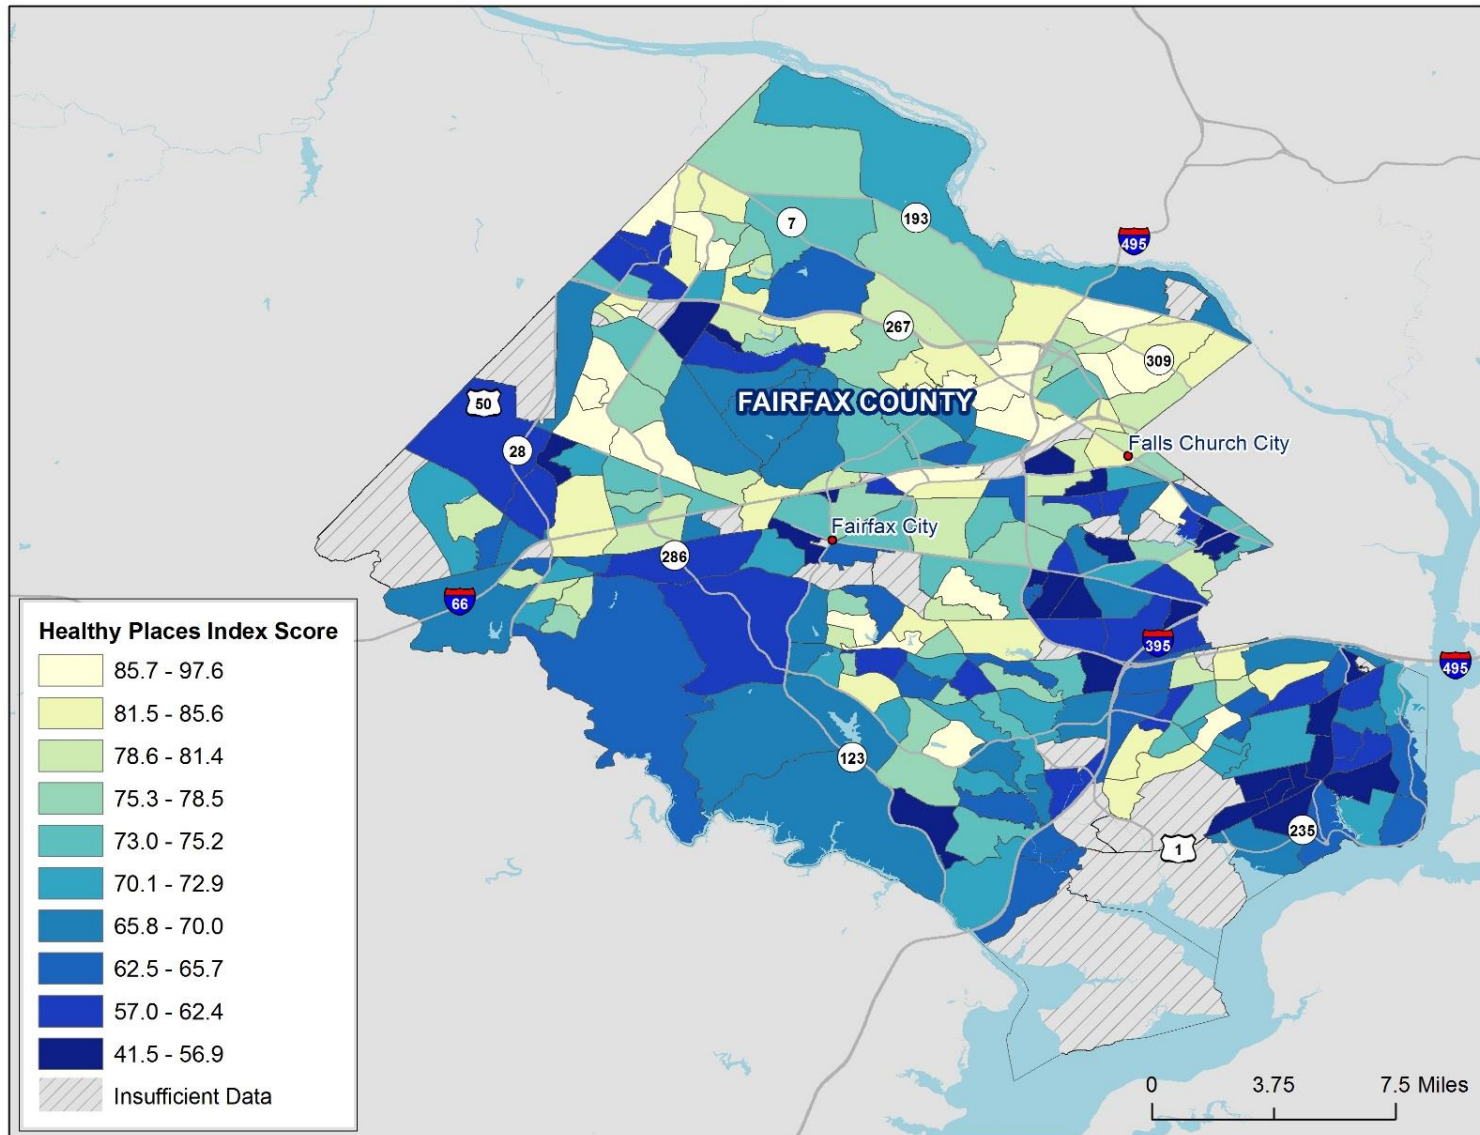 193
7
495
267
309
FAIRFAX COUNTY
50
28
Falls Church City
Fairfax City
286
66
395
495
123
235
1
Healthy Places Index Score
85.7 - 97.6
81.5 - 85.6
78.6 - 81.4
75.3 - 78.5
73.0 - 75.2
70.1 - 72.9
65.8 - 70.0
62.5 - 65.7
57.0 - 62.4
41.5 - 56.9
Insufficient Data
0 3.75 7.5 Miles